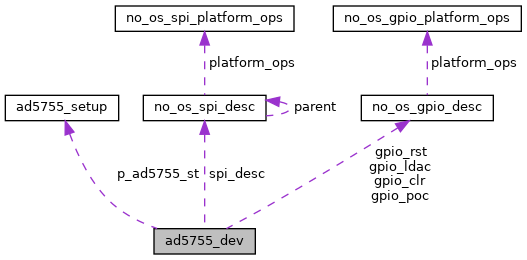 no_os_spi_platform_ops
no_os_gpio_platform_ops
platform_ops
platform_ops
ad5755_setup
no_os_spi_desc
parent
no_os_gpio_desc
p_ad5755_st
spi_desc
gpio_rst
gpio_ldac
gpio_clr
gpio_poc
ad5755_dev